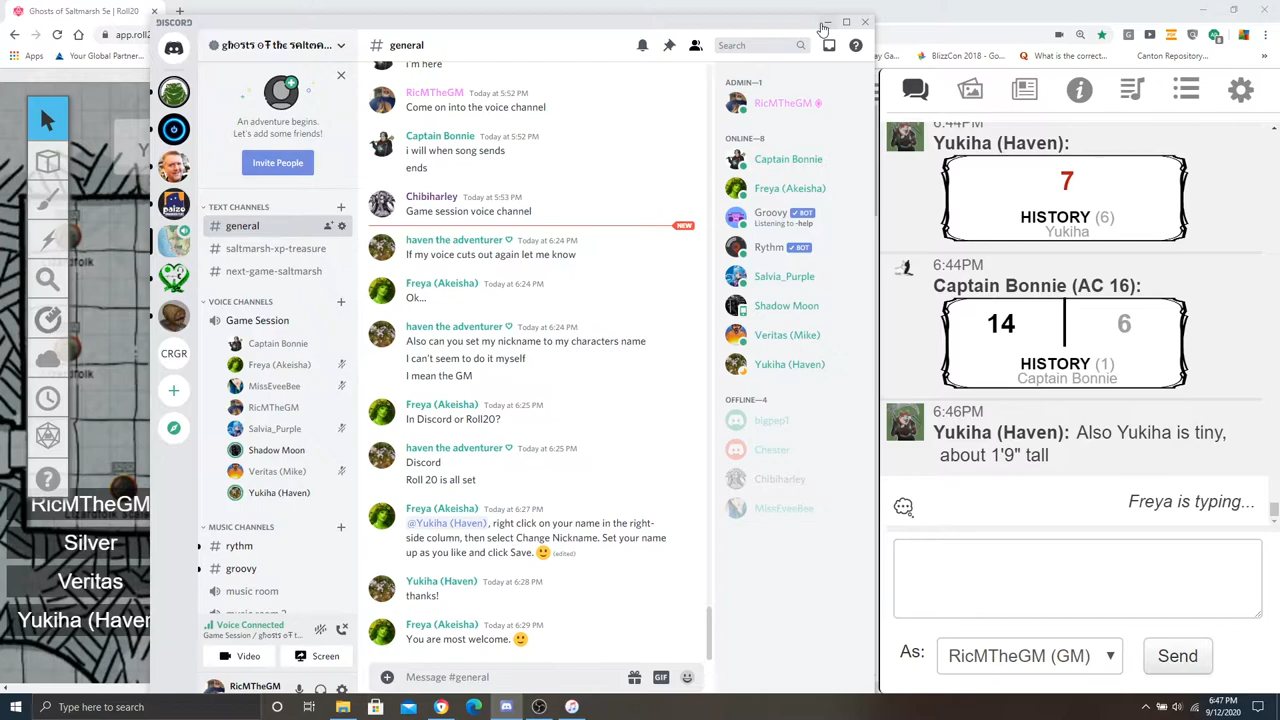 Ghosts of Saltmarsh 5e | Roll20
app.roll2
Apps
Your Global Partner...
BlizzCon 2018 - Go...
What is the correct...
Canton Repository...
DISCORD
general
Search
I'm here
RicMTheGM Today at 5:52 PM
Come on into the voice channel
Captain Bonnie Today at 5:52 PM
i will when song sends
ends
Chibiharley Today at 5:53 PM
Game session voice channel
NEW
haven the adventurer Today at 6:24 PM
If my voice cuts out again let me know
Freya (Akeisha) Today at 6:24 PM
Ok...
haven the adventurer Today at 6:24 PM
Also can you set my nickname to my characters name
I can't seem to do it myself
I mean the GM
Freya (Akeisha) Today at 6:25 PM
In Discord or Roll20?
haven the adventurer Today at 6:25 PM
Discord
Roll 20 is all set
Freya (Akeisha) Today at 6:27 PM
@Yukiha (Haven), right click on your name in the right-
side column, then select Change Nickname. Set your name
up as you like and click Save. 🙂 (edited)
Yukiha (Haven) Today at 6:28 PM
thanks!
Freya (Akeisha) Today at 6:29 PM
You are most welcome. 🙂
Message #general
GIF
An adventure begins.
Let's add some friends!
Invite People
TEXT CHANNELS
general
saltmarsh-xp-treasure
next-game-saltmarsh
VOICE CHANNELS
Game Session
Captain Bonnie
Freya (Akeisha)
MissEveeBee
RicMTheGM
Salvia_Purple
Shadow Moon
Veritas (Mike)
Yukiha (Haven)
MUSIC CHANNELS
rythm
groovy
music room
music room 2
Voice Connected
Video
Screen
RicMTheGM
paizo
CRGR
ADMIN—1
RicMTheGM
ONLINE—8
Captain Bonnie
Freya (Akeisha)
Groovy ✓ BOT
Listening to -help
Rythm ✓ BOT
Salvia_Purple
Shadow Moon
Veritas (Mike)
Yukiha (Haven)
OFFLINE—4
bigpep1
Chester
Chibiharley
MissEveeBee
RicMTheGM
Silver
Veritas
Yukiha (Haven
6:44PM
Yukiha (Haven):
7
HISTORY (6)
Yukiha
6:44PM
Captain Bonnie (AC 16):
14 6
HISTORY (1)
Captain Bonnie
6:46PM
Yukiha (Haven): Also Yukiha is tiny,
about 1'9" tall
Freya is typing...
As:
RicMTheGM (GM)
Send
Type here to search
6:47 PM
9/12/2020